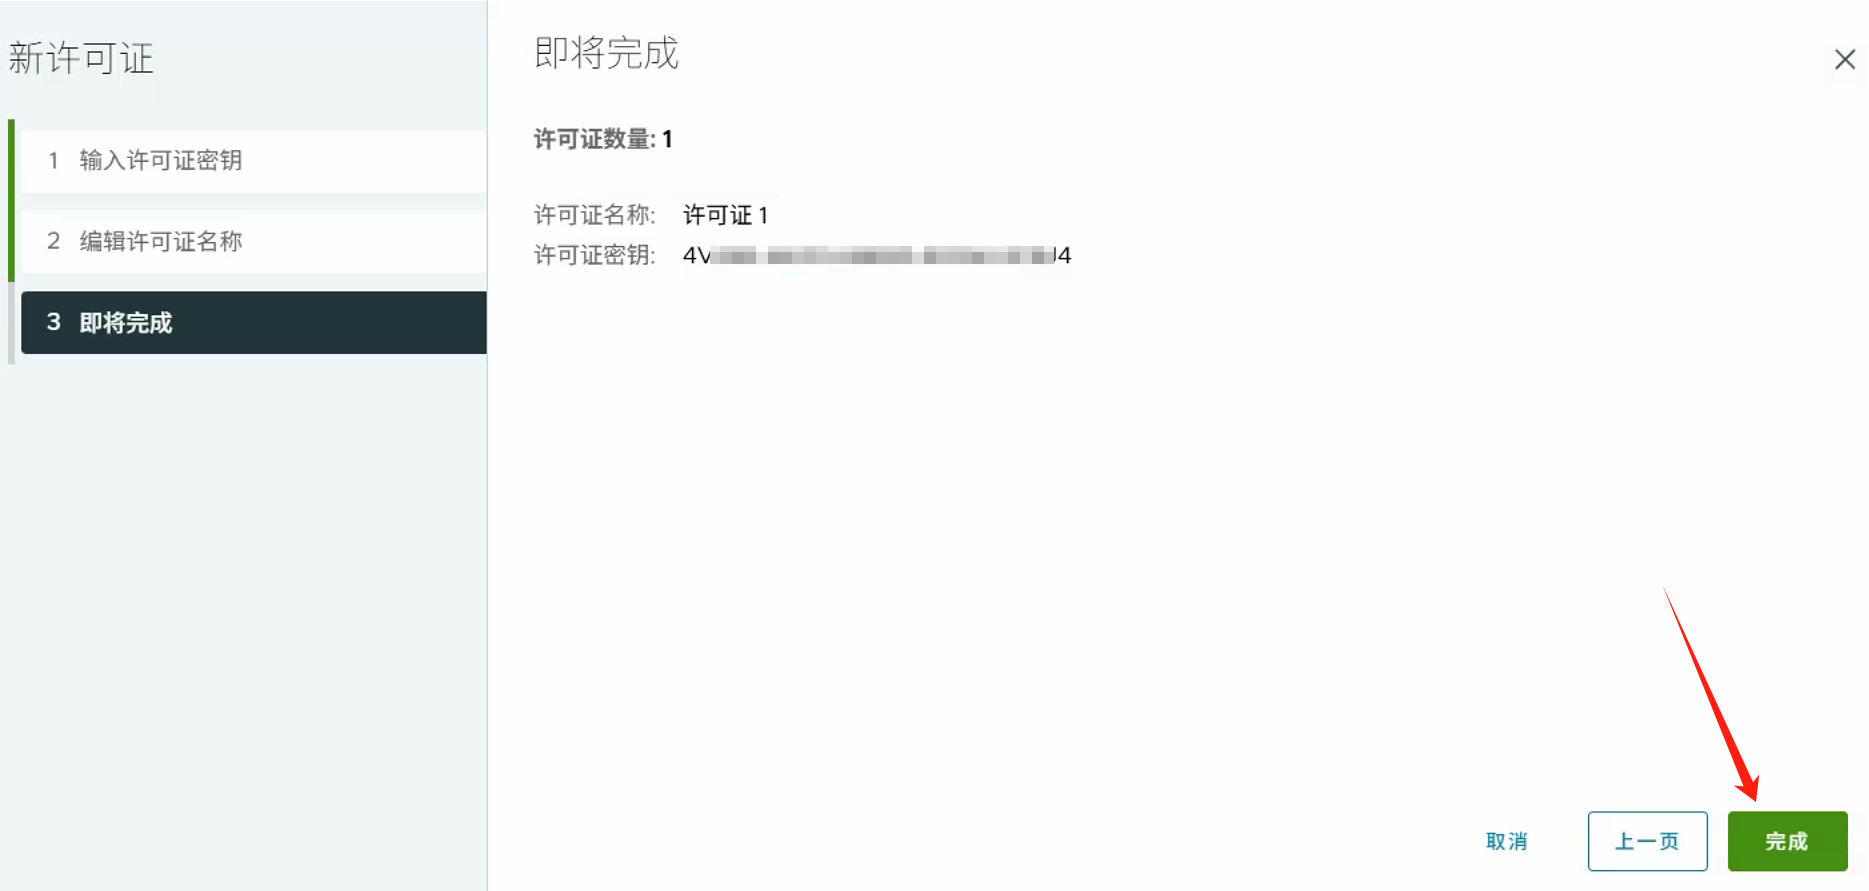 新许可证
1 输入许可证密钥
2 编辑许可证名称
3 即将完成
即将完成
许可证数量: 1
许可证名称: 许可证 1
许可证密钥: 4V J4
取消
上一页
完成